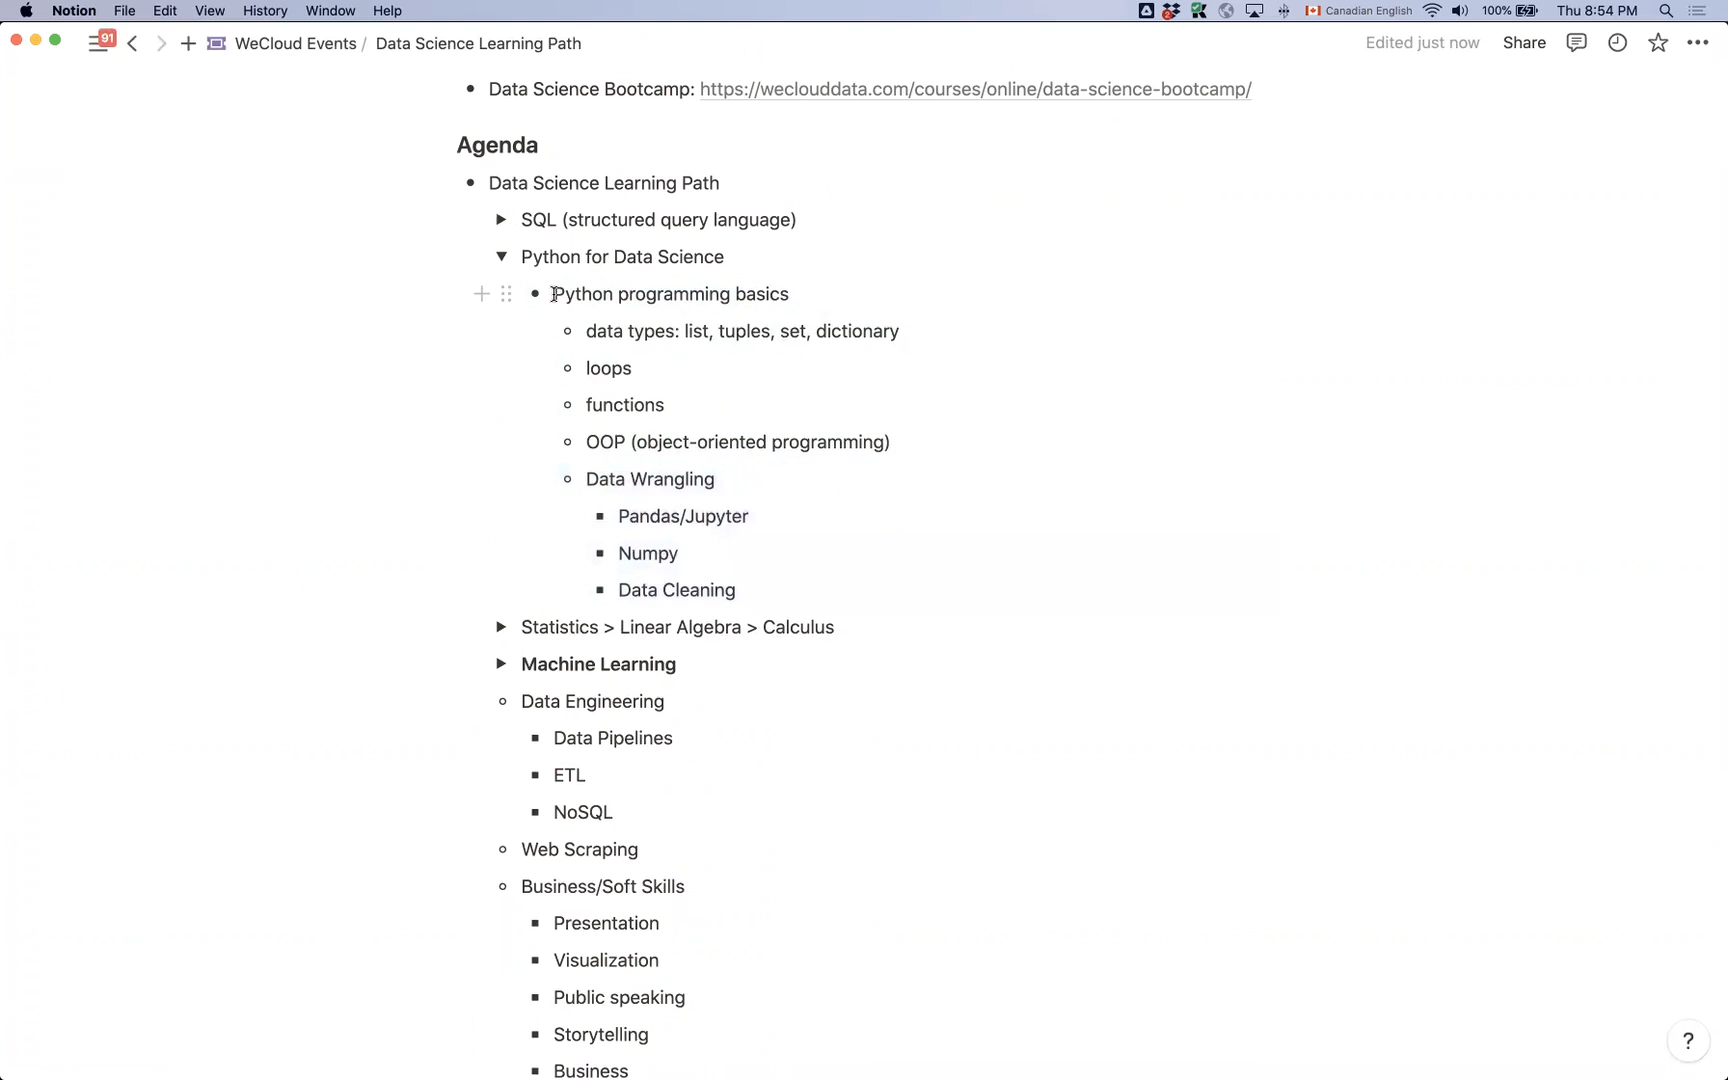 Notion File Edit View History Window Help 2 Canadian English 100% Thu 8:54 PM
91 WeCloud Events / Data Science Learning Path Edited just now Share
Data Science Bootcamp: https://weclouddata.com/courses/online/data-science-bootcamp/
Agenda
Data Science Learning Path
SQL (structured query language)
Python for Data Science
Python programming basics
data types: list, tuples, set, dictionary
loops
functions
OOP (object-oriented programming)
Data Wrangling
Pandas/Jupyter
Numpy
Data Cleaning
Statistics > Linear Algebra > Calculus
Machine Learning
Data Engineering
Data Pipelines
ETL
NoSQL
Web Scraping
Business/Soft Skills
Presentation
Visualization
Public speaking
Storytelling
Business
?